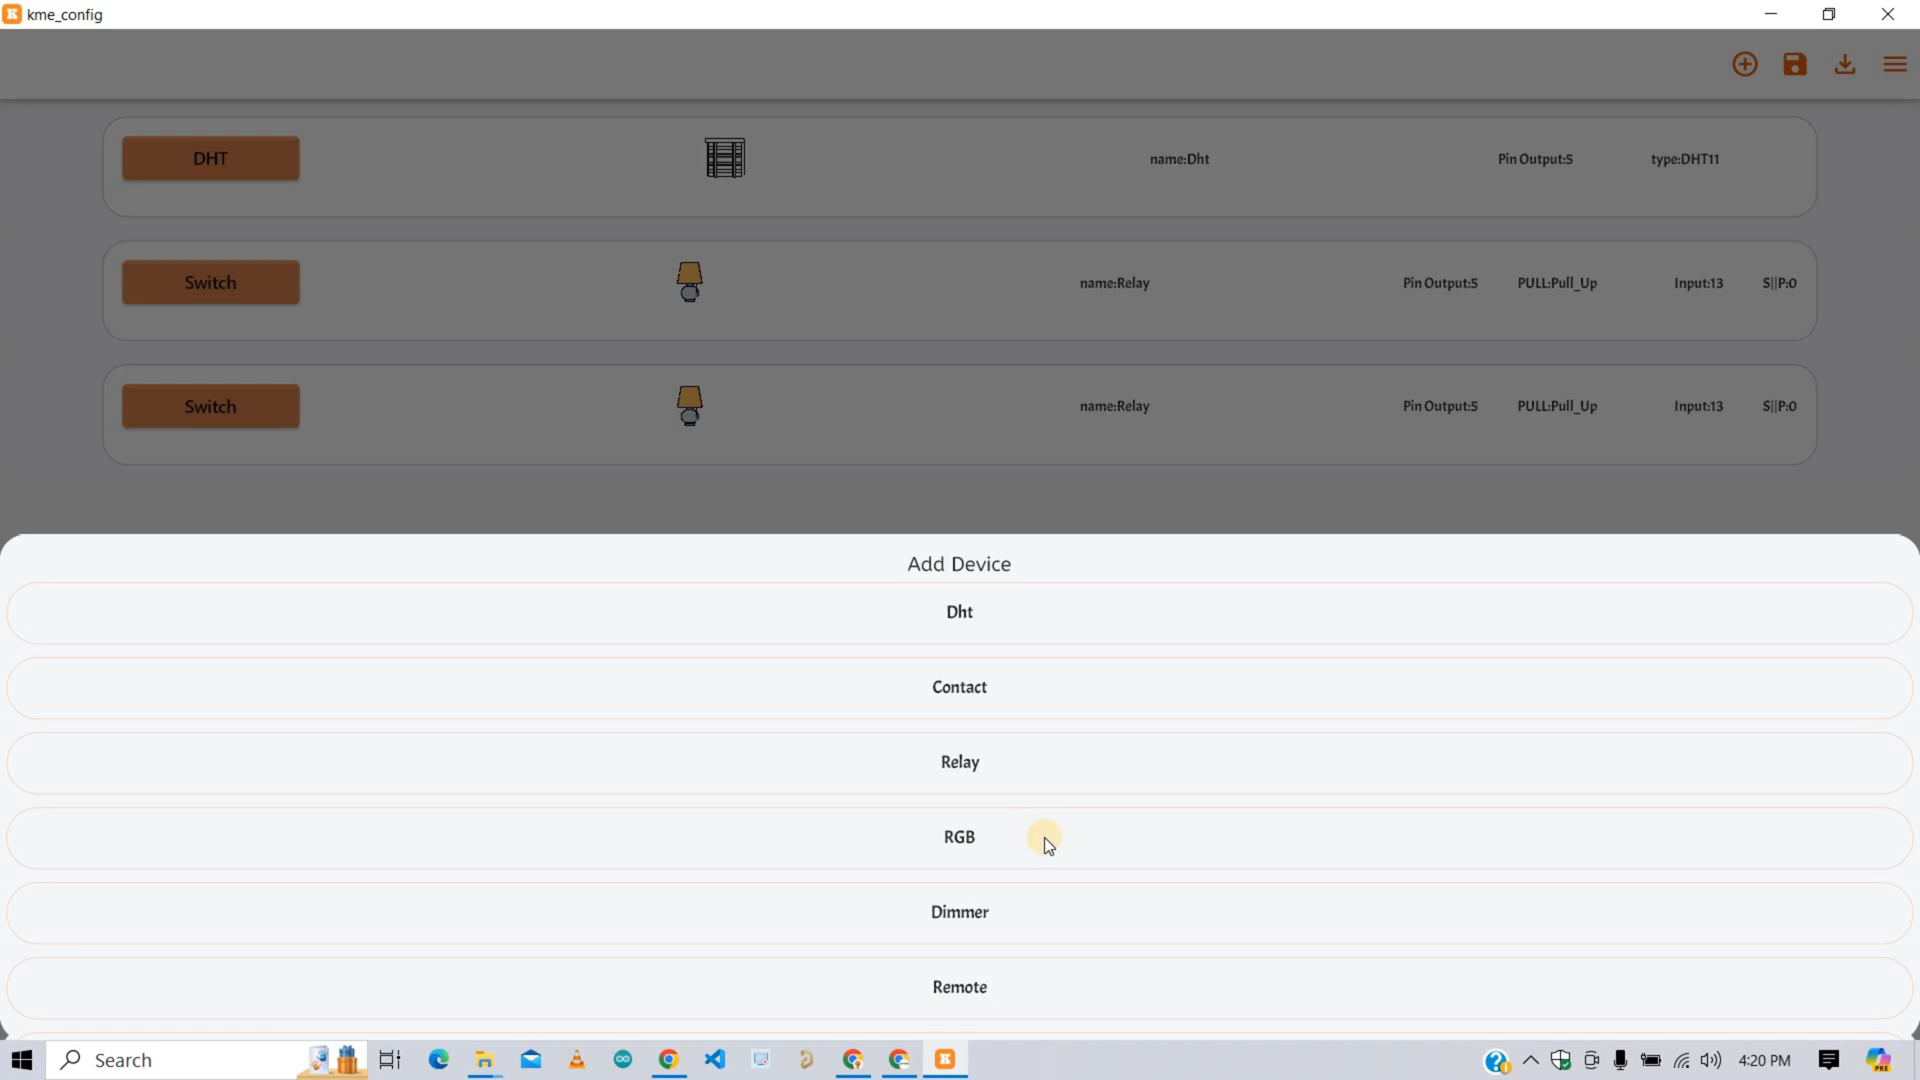 kme_config
DHT name:Dht Pin Output:5 type:DHT11
Switch name:Relay Pin Output:5 PULL:Pull_Up Input:13 S||P:0
Switch name:Relay Pin Output:5 PULL:Pull_Up Input:13 S||P:0
Add Device
Dht
Contact
Relay
RGB
Dimmer
Remote
Search 4:20 PM PRE